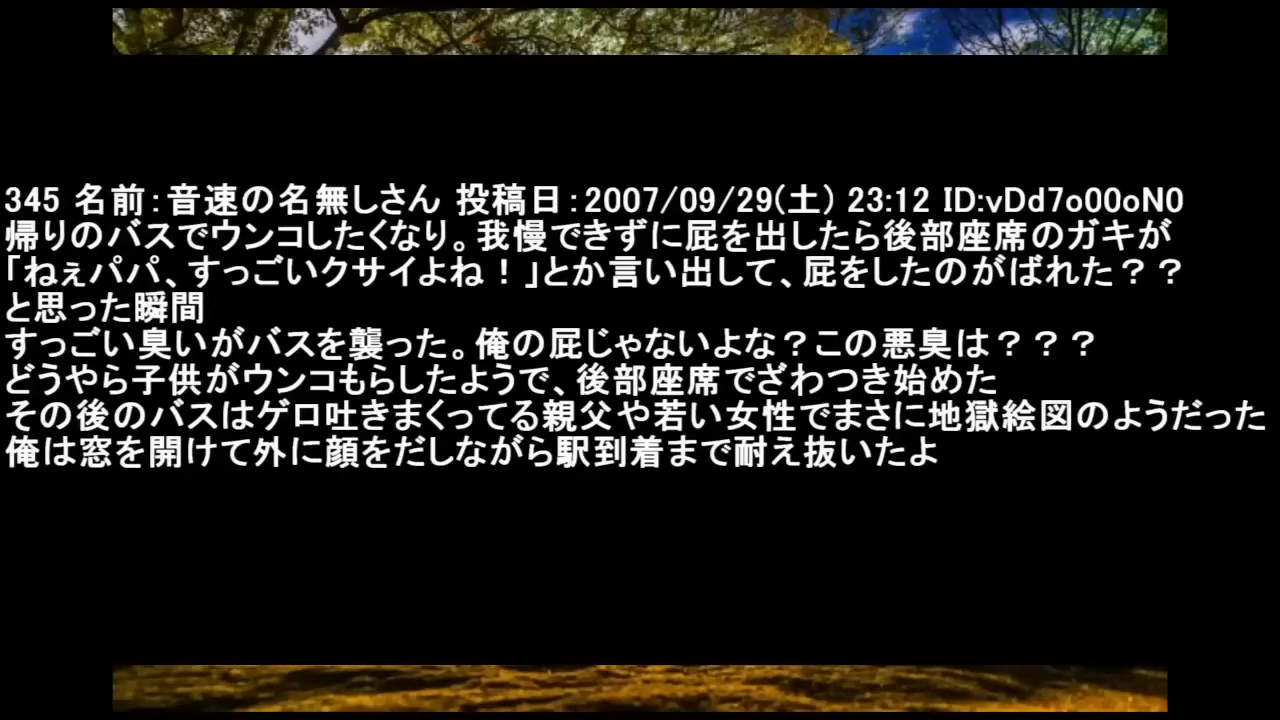 345 名前：音速の名無しさん 投稿日：2007/09/29(土) 23:12 ID:vDd7o00oN0
帰りのバスでウンコしたくなり。我慢できずに屁を出したら後部座席のガキが
「ねぇパパ、すっごいクサイよね！」とか言い出して、屁をしたのがばれた？？
と思った瞬間
すっごい臭いがバスを襲った。俺の屁じゃないよな？この悪臭は？？？
どうやら子供がウンコもらしたようで、後部座席でざわつき始めた
その後のバスはゲロ吐きまくってる親父や若い女性でまさに地獄絵図のようだった
俺は窓を開けて外に顔をだしながら駅到着まで耐え抜いたよ